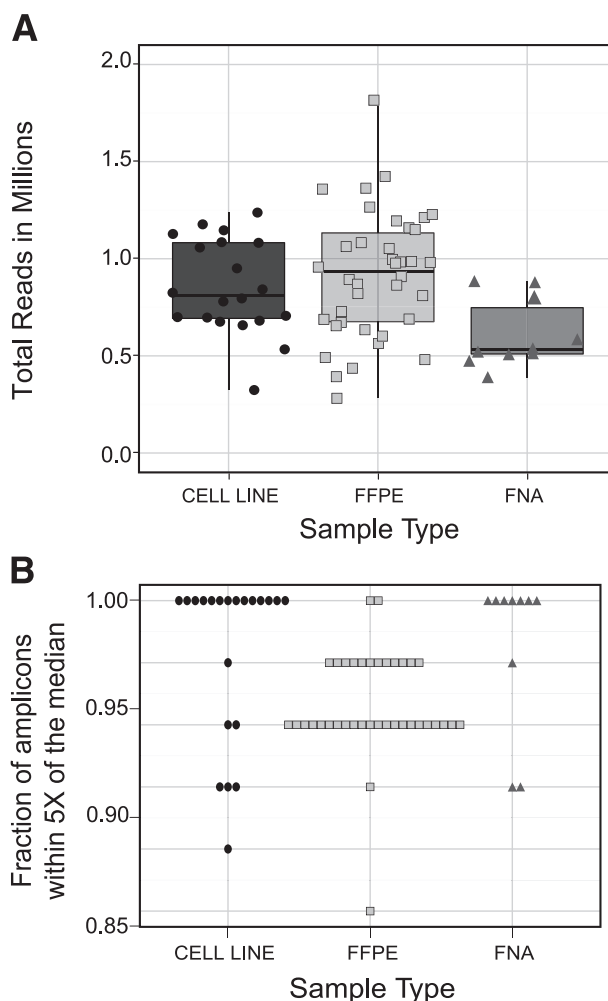 A
Total Reads in Millions
2.0
1.5
1.0
0.5
0.0
CELL LINE FFPE FNA
Sample Type
B
Fraction of amplicons
within 5X of the median
1.00
0.95
0.90
0.85
CELL LINE FFPE FNA
Sample Type